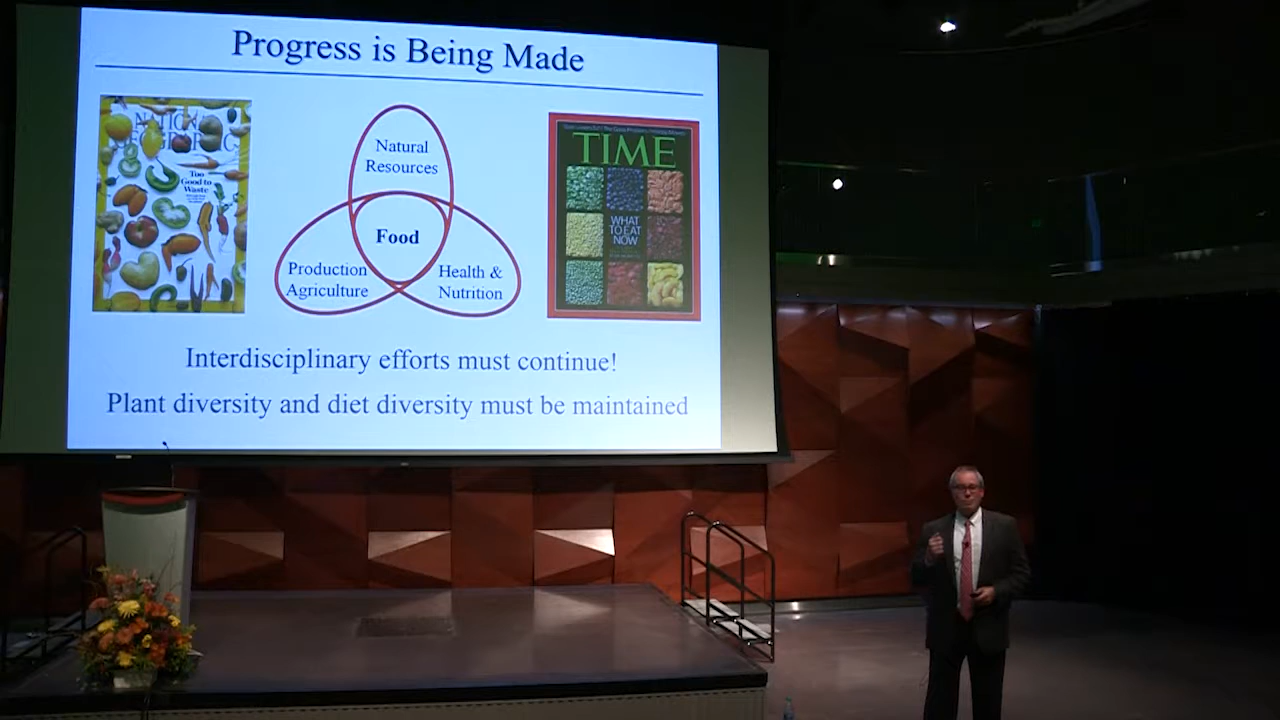 Progress is Being Made
NATIONAL
GEOGRAPHIC
Too
Good to
Waste
Natural
Resources
Food
Production
Agriculture
Health &
Nutrition
TIME
WHAT
TO EAT
NOW
Interdisciplinary efforts must continue!
Plant diversity and diet diversity must be maintained